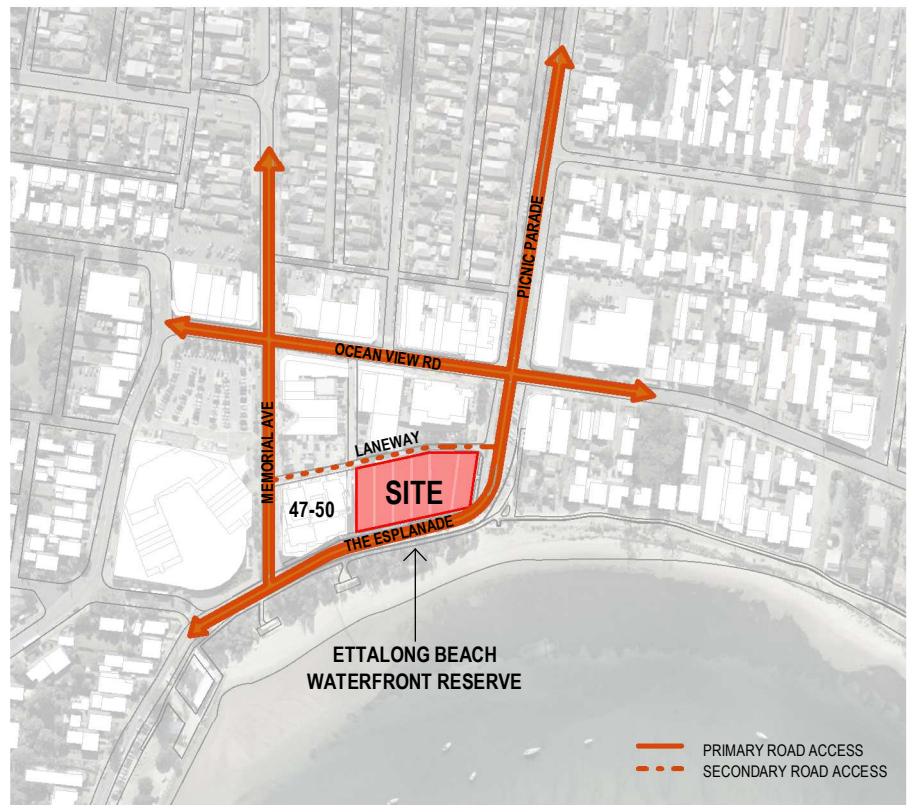 PICNIC PARADE
OCEAN VIEW RD
MEMORIAL AVE
LANEWAY
SITE
47-50
THE ESPLANADE
ETTALONG BEACH
WATERFRONT RESERVE
PRIMARY ROAD ACCESS
SECONDARY ROAD ACCESS